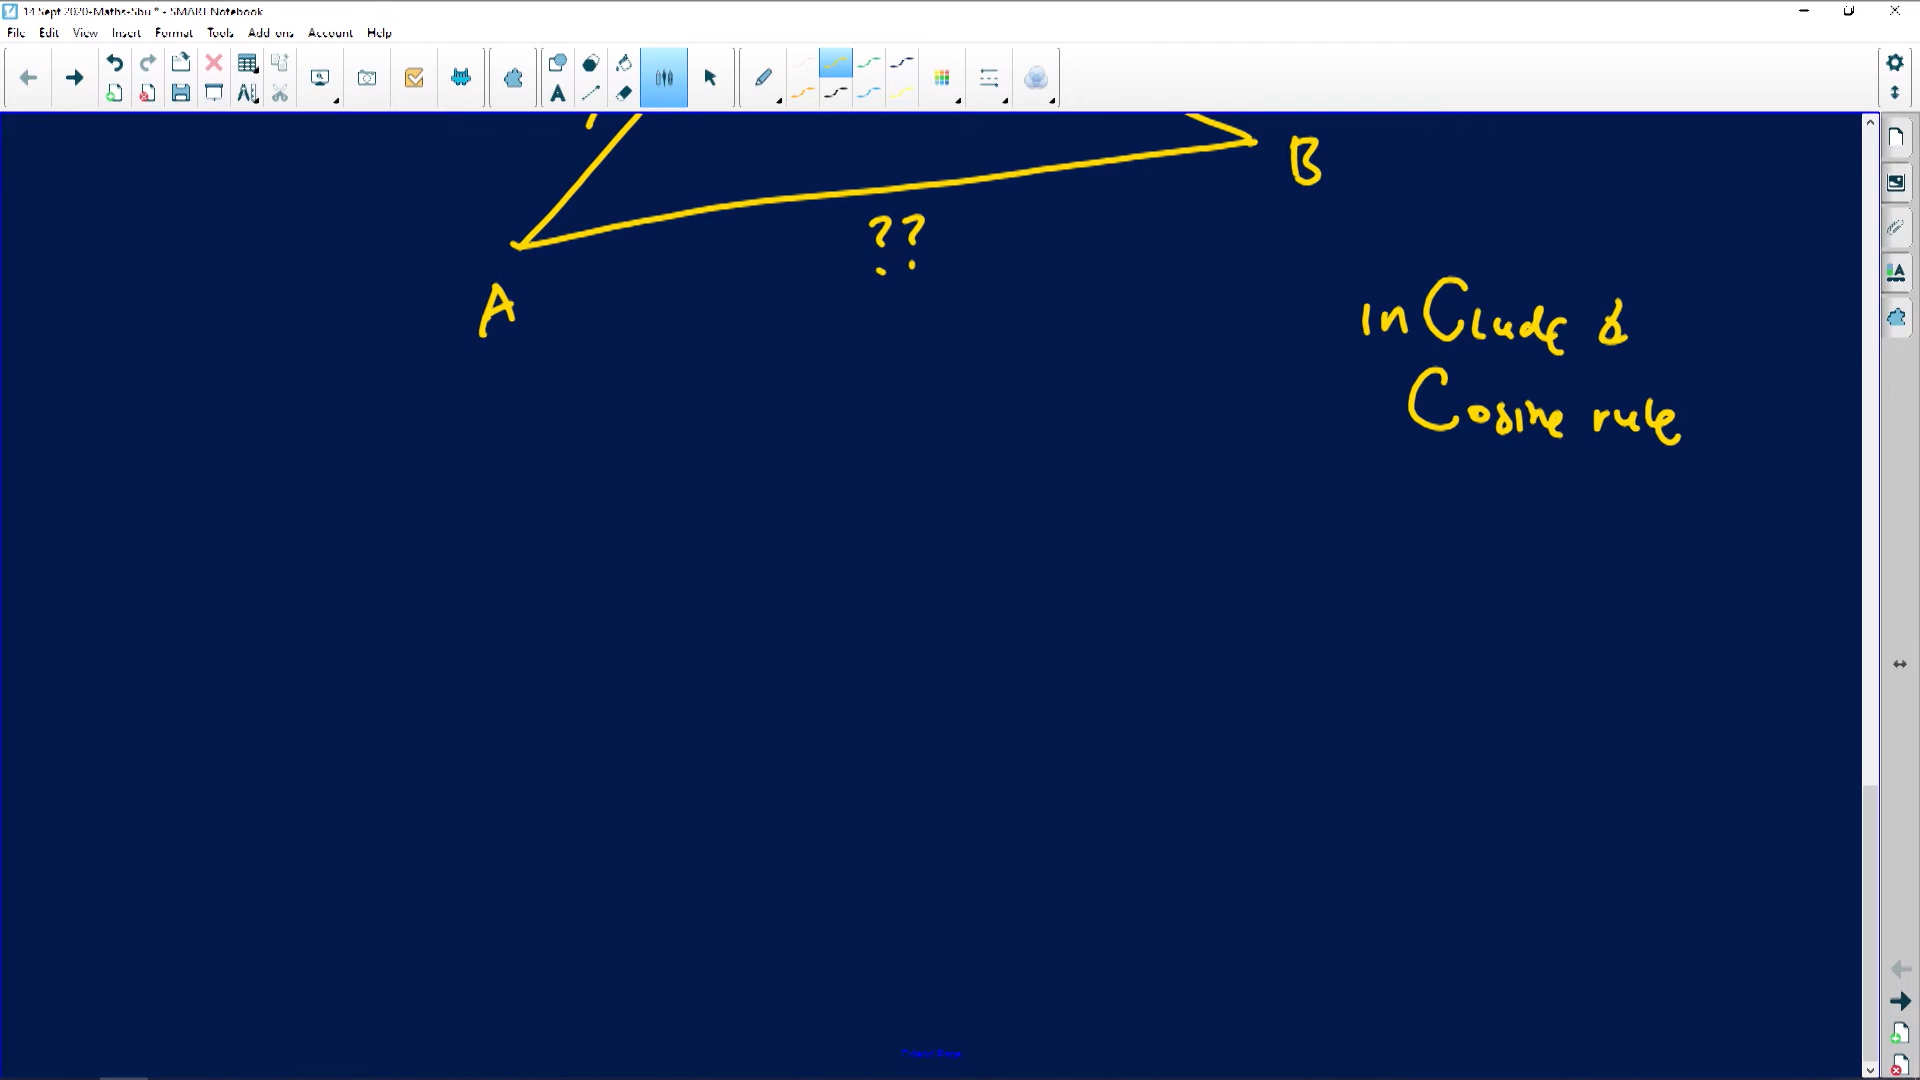 14 Sept 2020+Maths+Sbu * - SMART Notebook
File Edit View Insert Format Tools Add-ons Account Help
B
??
A
inClude d
Cosine rule